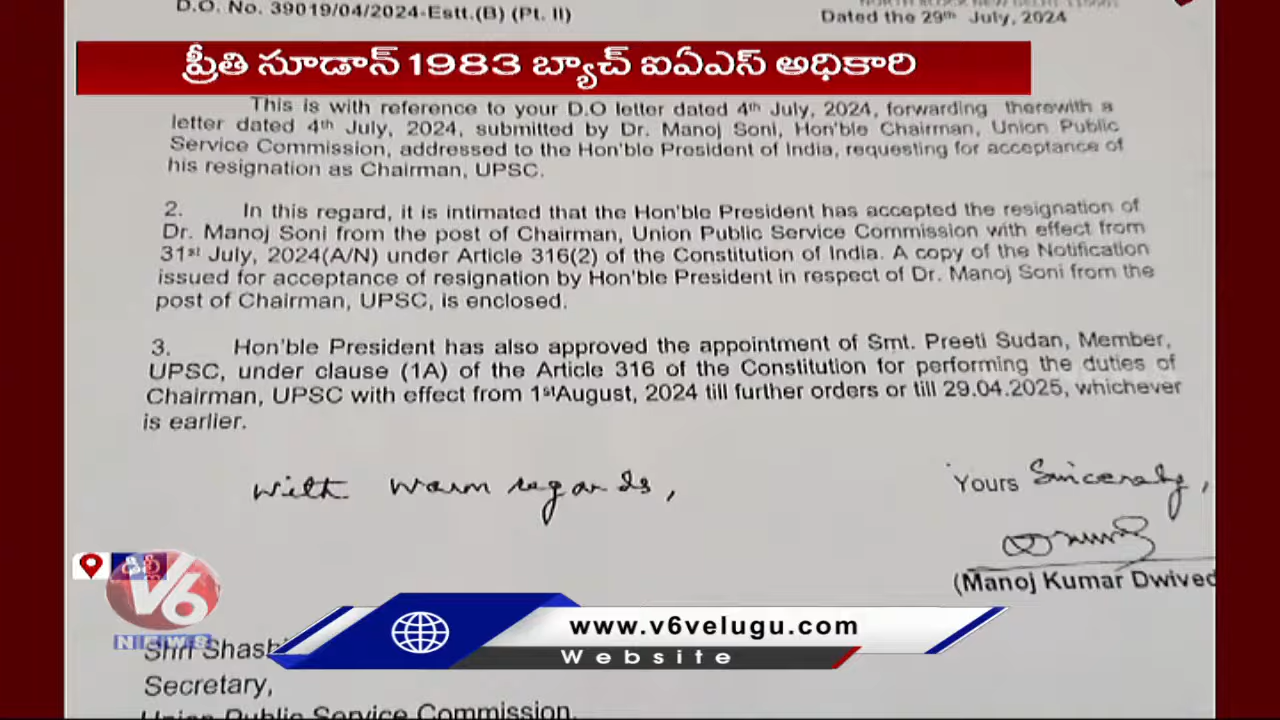 D.O. No. 39019/04/2024-Estt.(B) (Pt. II)
Dated the 29th July, 2024
ప్రీతి సూడాన్ 1983 బ్యాచ్ ఐఏఎస్ అధికారి
This is with reference to your D.O letter dated 4th July, 2024, forwarding therewith a
letter dated 4th July, 2024, submitted by Dr. Manoj Soni, Hon'ble Chairman, Union Public
Service Commission, addressed to the Hon'ble President of India, requesting for acceptance of
his resignation as Chairman, UPSC.
2. In this regard, it is intimated that the Hon'ble President has accepted the resignation of
Dr. Manoj Soni from the post of Chairman, Union Public Service Commission with effect from
31st July, 2024(A/N) under Article 316(2) of the Constitution of India. A copy of the Notification
issued for acceptance of resignation by Hon'ble President in respect of Dr. Manoj Soni from the
post of Chairman, UPSC, is enclosed.
3. Hon'ble President has also approved the appointment of Smt. Preeti Sudan, Member,
UPSC, under clause (1A) of the Article 316 of the Constitution for performing the duties of
Chairman, UPSC with effect from 1stAugust, 2024 till further orders or till 29.04.2025, whichever
is earlier.
with warm regards,
Yours Sincerely,
(Manoj Kumar Dwived
V6
NEWS
www.v6velugu.com
Website
Shri Shash
Secretary,
Union Public Service Commission,